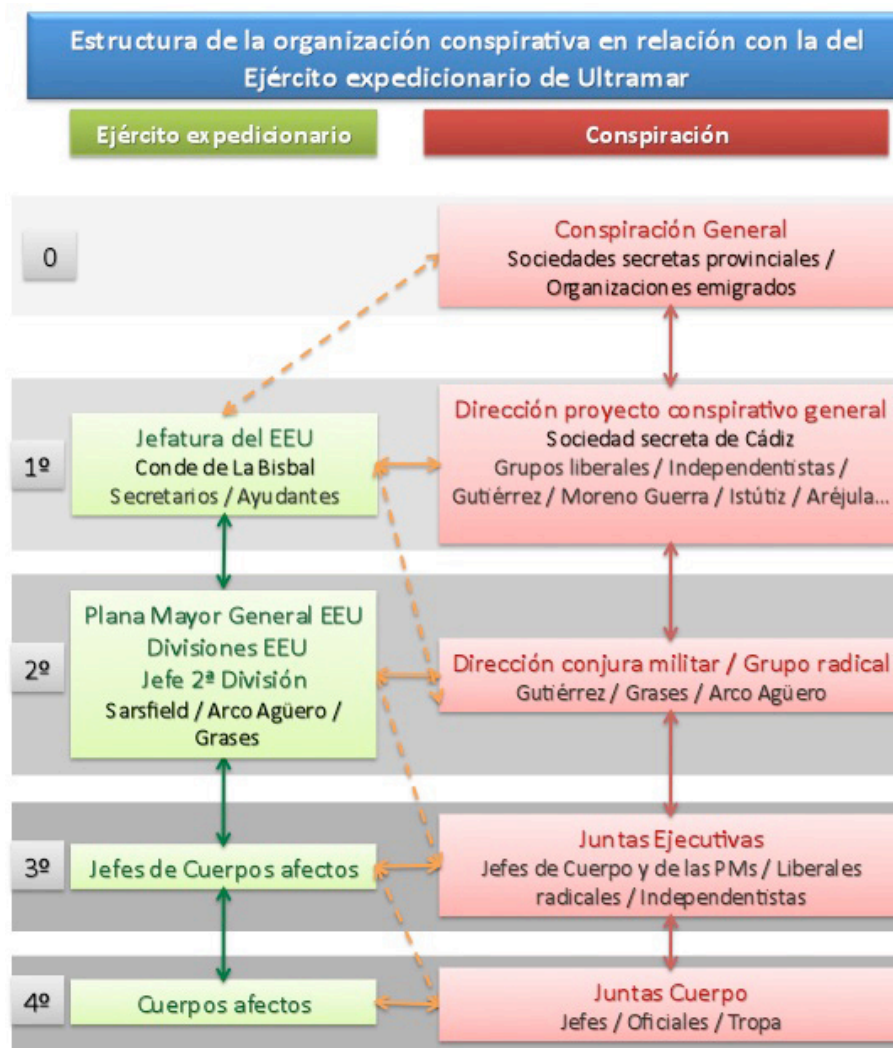 Estructura de la organización conspirativa en relación con la del
Ejército expedicionario de Ultramar
Ejército expedicionario
Conspiración
0
Conspiración General
Sociedades secretas provinciales /
Organizaciones emigrados
1º
Jefatura del EEU
Conde de La Bisbal
Secretarios / Ayudantes
Dirección proyecto conspirativo general
Sociedad secreta de Cádiz
Grupos liberales / Independentistas /
Gutiérrez / Moreno Guerra / Istútiz / Aréjula...
2º
Plana Mayor General EEU
Divisiones EEU
Jefe 2ª División
Sarsfield / Arco Agüero /
Grases
Dirección conjura militar / Grupo radical
Gutiérrez / Grases / Arco Agüero
3º
Jefes de Cuerpos afectos
Juntas Ejecutivas
Jefes de Cuerpo y de las PMs / Liberales
radicales / Independentistas
4º
Cuerpos afectos
Juntas Cuerpo
Jefes / Oficiales / Tropa